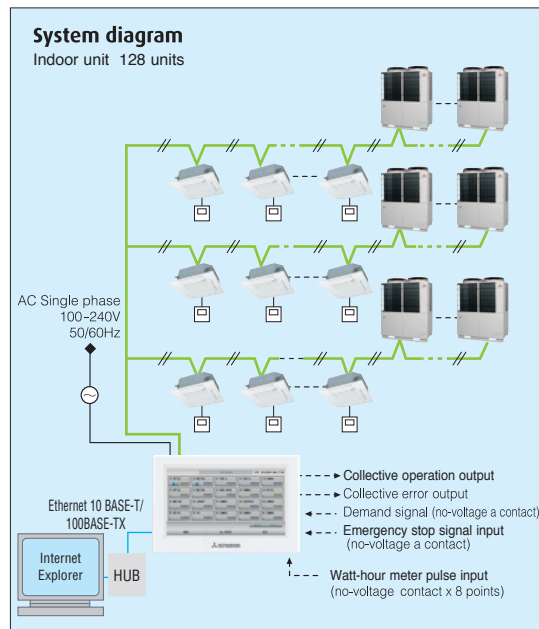 System diagram
Indoor unit 128 units
AC Single phase
100-240V
50/60Hz
Ethernet 10 BASE-T/
100BASE-TX
Internet
Explorer
HUB
Collective operation output
Collective error output
Demand signal (no-voltage a contact)
Emergency stop signal input
(no-voltage a contact)
Watt-hour meter pulse input
(no-voltage contact x 8 points)